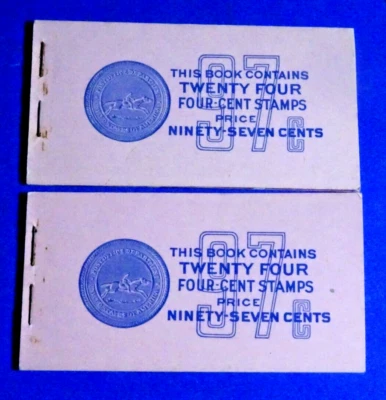 97c
THIS BOOK CONTAINS
TWENTY FOUR
FOUR-CENT STAMPS
PRICE
NINETY-SEVEN CENTS
97c
THIS BOOK CONTAINS
TWENTY FOUR
FOUR-CENT STAMPS
PRICE
NINETY-SEVEN CENTS